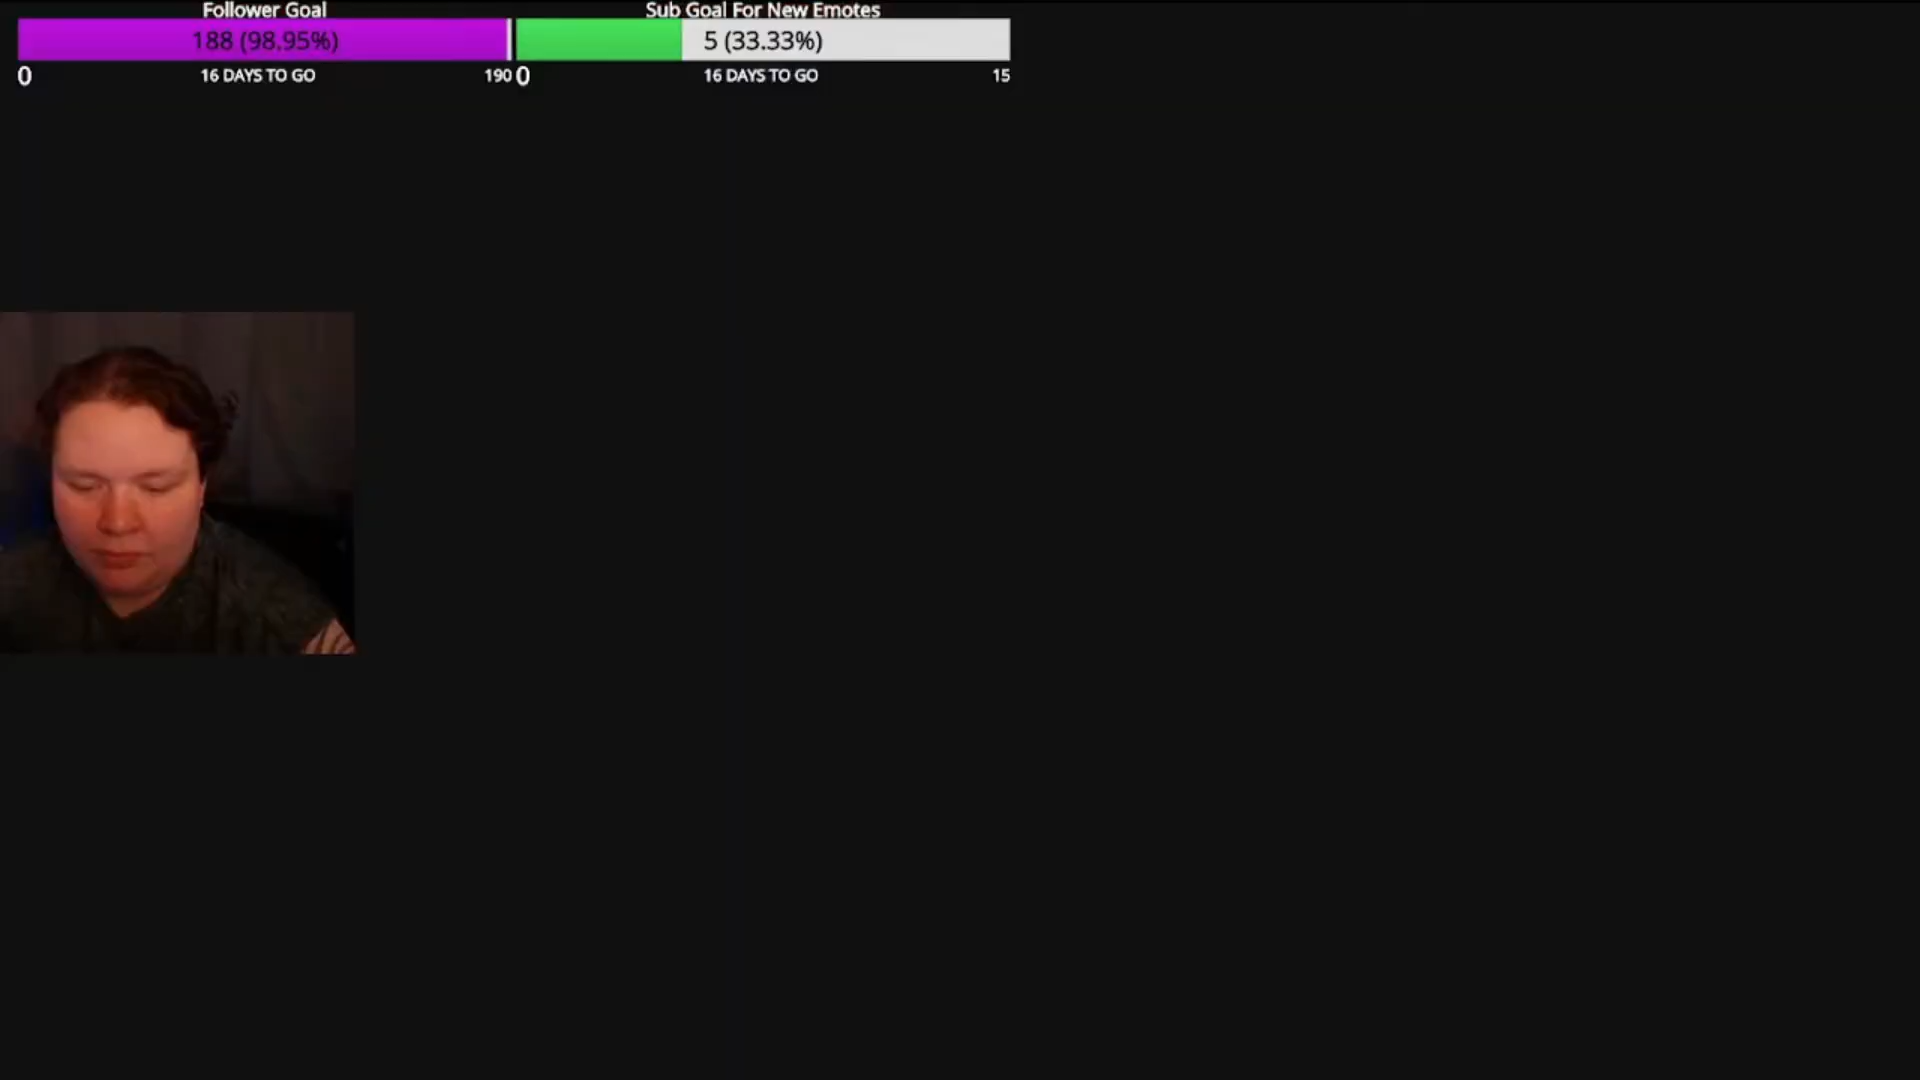 Follower Goal
188 (98.95%)
0 16 DAYS TO GO 190
Sub Goal For New Emotes
5 (33.33%)
0 16 DAYS TO GO 15